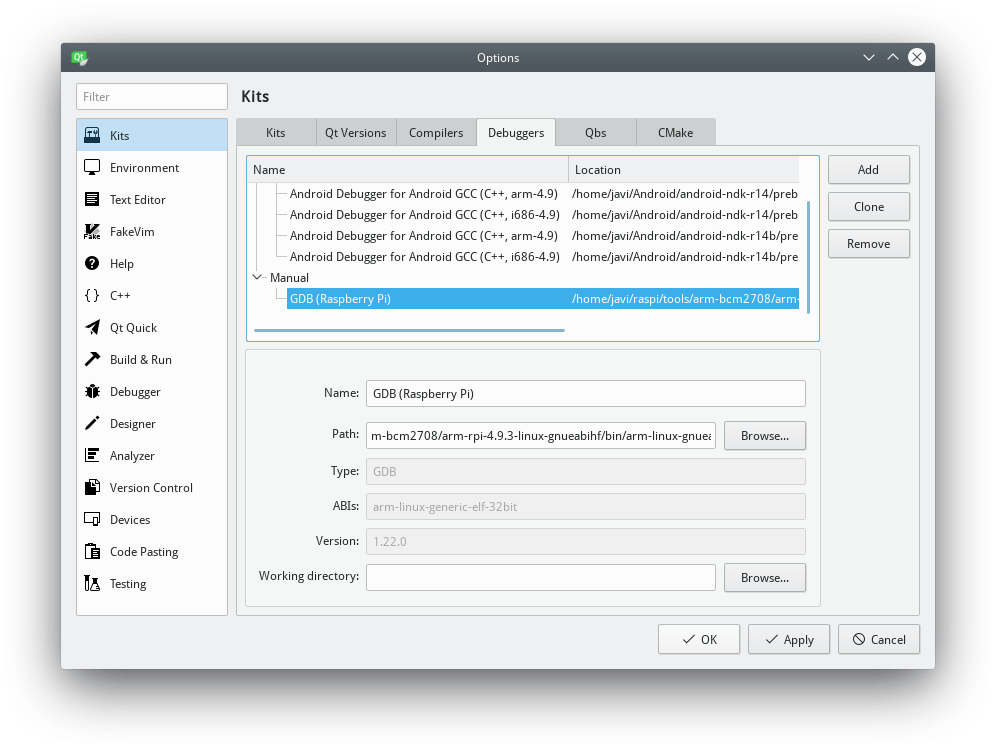 Qt
Options
Filter
Kits
Kits
Environment
Text Editor
FakeVim
Help
C++
Qt Quick
Build & Run
Debugger
Designer
Analyzer
Version Control
Devices
Code Pasting
Testing
Kits Qt Versions Compilers Debuggers Qbs CMake
Name Location
Android Debugger for Android GCC (C++, arm-4.9) /home/javi/Android/android-ndk-r14/preb
Android Debugger for Android GCC (C++, i686-4.9) /home/javi/Android/android-ndk-r14/preb
Android Debugger for Android GCC (C++, arm-4.9) /home/javi/Android/android-ndk-r14b/pre
Android Debugger for Android GCC (C++, i686-4.9) /home/javi/Android/android-ndk-r14b/pre
Manual
GDB (Raspberry Pi) /home/javi/raspi/tools/arm-bcm2708/arm-
Add
Clone
Remove
Name: GDB (Raspberry Pi)
Path: m-bcm2708/arm-rpi-4.9.3-linux-gnueabihf/bin/arm-linux-gnuea Browse...
Type: GDB
ABIs: arm-linux-generic-elf-32bit
Version: 1.22.0
Working directory: Browse...
OK Apply Cancel